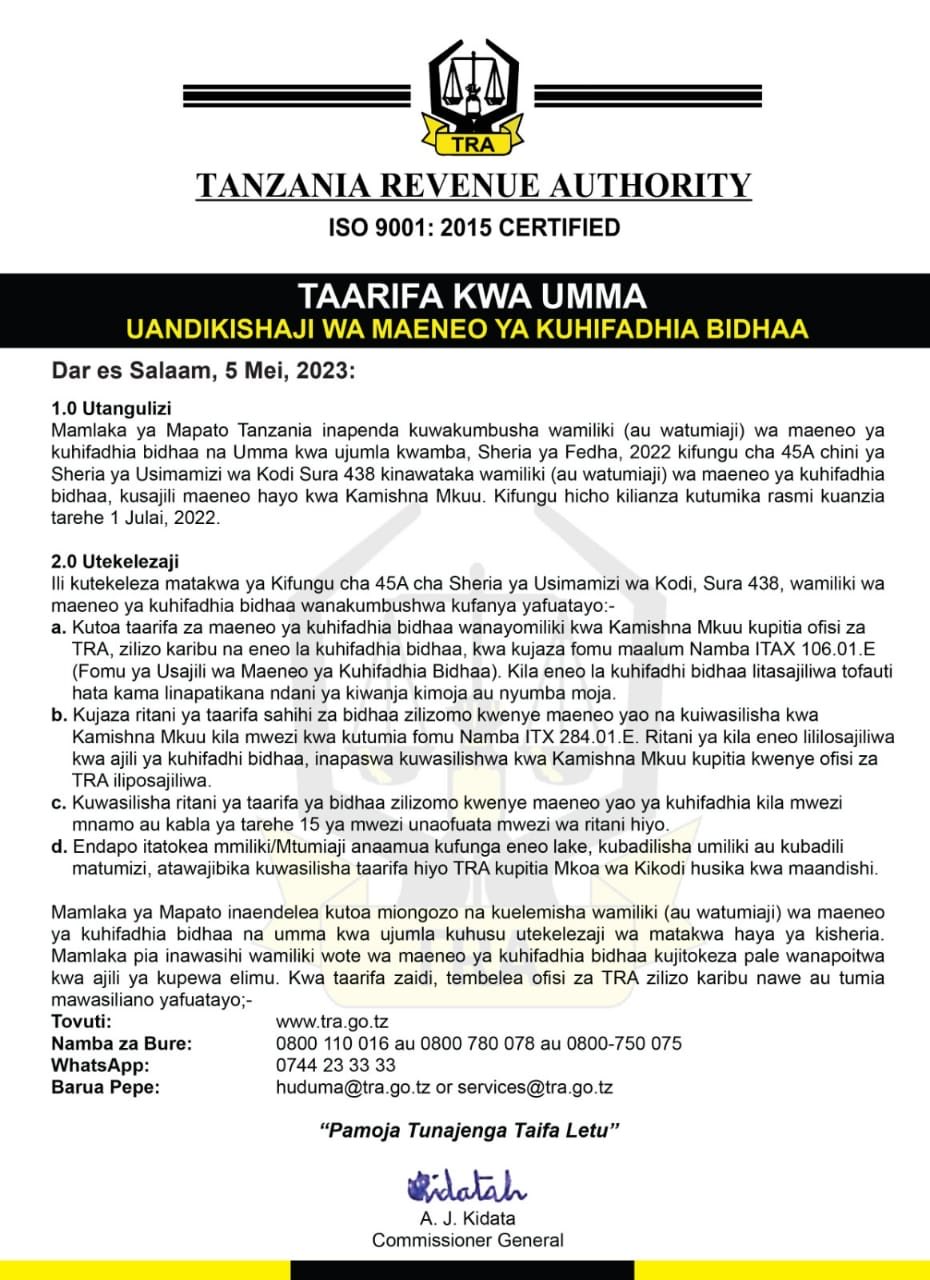 TRA
TANZANIA REVENUE AUTHORITY
ISO 9001: 2015 CERTIFIED
TAARIFA KWA UMMA
UANDIKISHAJI WA MAENEO YA KUHIFADHIA BIDHAA
Dar es Salaam, 5 Mei, 2023:
1.0 Utangulizi
Mamlaka ya Mapato Tanzania inapenda kuwakumbusha wamiliki (au watumiaji) wa maeneo ya
kuhifadhia bidhaa na Umma kwa ujumla kwamba, Sheria ya Fedha, 2022 kifungu cha 45A chini ya
Sheria ya Usimamizi wa Kodi Sura 438 kinawataka wamiliki (au watumiaji) wa maeneo ya kuhifadhia
bidhaa, kusajili maeneo hayo kwa Kamishna Mkuu. Kifungu hicho kilianza kutumika rasmi kuanzia
tarehe 1 Julai, 2022.
2.0 Utekelezaji
Ili kutekeleza matakwa ya Kifungu cha 45A cha Sheria ya Usimamizi wa Kodi, Sura 438, wamiliki wa
maeneo ya kuhifadhia bidhaa wanakumbushwa kufanya yafuatayo:-
a. Kutoa taarifa za maeneo ya kuhifadhia bidhaa wanayomiliki kwa Kamishna Mkuu kupitia ofisi za
TRA, zilizo karibu na eneo la kuhifadhia bidhaa, kwa kujaza fomu maalum Namba ITAX 106.01.E
(Fomu ya Usajili wa Maeneo ya Kuhifadhia Bidhaa). Kila eneo la kuhifadhi bidhaa litasajiliwa tofauti
hata kama linapatikana ndani ya kiwanja kimoja au nyumba moja.
b. Kujaza ritani ya taarifa sahihi za bidhaa zilizomo kwenye maeneo yao na kuiwasilisha kwa
Kamishna Mkuu kila mwezi kwa kutumia fomu Namba ITX 284.01.E. Ritani ya kila eneo lililosajiliwa
kwa ajili ya kuhifadhi bidhaa, inapaswa kuwasilishwa kwa Kamishna Mkuu kupitia kwenye ofisi za
TRA iliposajiliwa.
c. Kuwasilisha ritani ya taarifa ya bidhaa zilizomo kwenye maeneo yao ya kuhifadhia kila mwezi
mnamo au kabla ya tarehe 15 ya mwezi unaofuata mwezi wa ritani hiyo.
d. Endapo itatokea mmiliki/Mtumiaji anaamua kufunga eneo lake, kubadilisha umiliki au kubadili
matumizi, atawajibika kuwasilisha taarifa hiyo TRA kupitia Mkoa wa Kikodi husika kwa maandishi.
Mamlaka ya Mapato inaendelea kutoa miongozo na kuelemisha wamiliki (au watumiaji) wa maeneo
ya kuhifadhia bidhaa na umma kwa ujumla kuhusu utekelezaji wa matakwa haya ya kisheria.
Mamlaka pia inawasihi wamiliki wote wa maeneo ya kuhifadhia bidhaa kujitokeza pale wanapoitwa
kwa ajili ya kupewa elimu. Kwa taarifa zaidi, tembelea ofisi za TRA zilizo karibu nawe au tumia
mawasiliano yafuatayo;-
Tovuti: www.tra.go.tz
Namba za Bure: 0800 110 016 au 0800 780 078 au 0800-750 075
WhatsApp: 0744 23 33 33
Barua Pepe: huduma@tra.go.tz or services@tra.go.tz
“Pamoja Tunajenga Taifa Letu”
Kidatah
A. J. Kidata
Commissioner General